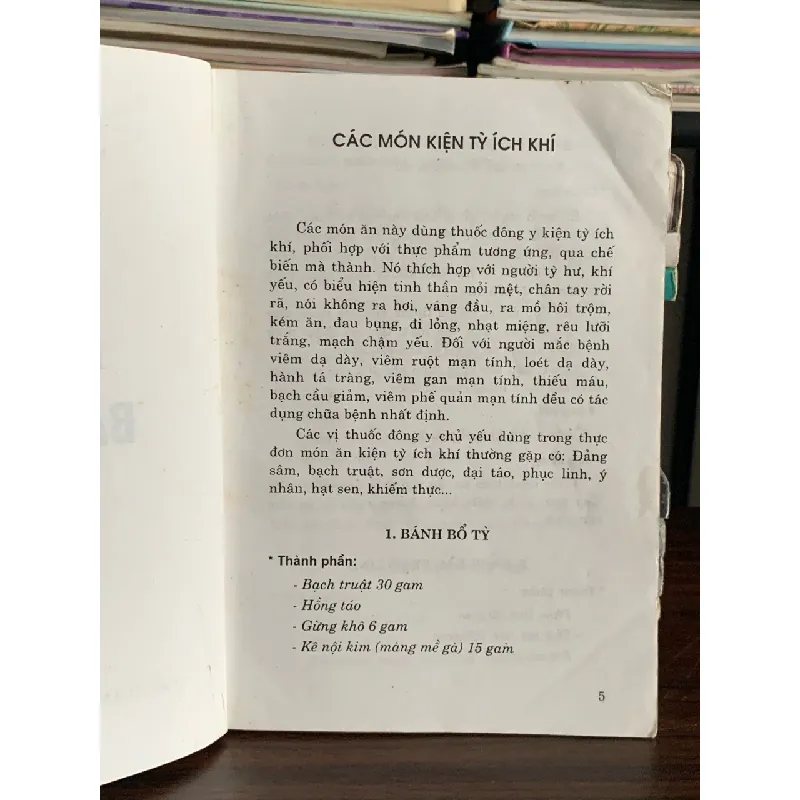 CÁC MÓN KIỆN TỲ ÍCH KHÍ
Các món ăn này dùng thuốc đông y kiện tỳ ích
khí, phối hợp với thực phẩm tương ứng, qua chế
biến mà thành. Nó thích hợp với người tỳ hư, khí
yếu, có biểu hiện tinh thần mỏi mệt, chân tay rời
rã, nói không ra hơi, váng đầu, ra mồ hôi trộm,
kém ăn, đau bụng, đi lỏng, nhạt miệng, rêu lưỡi
trắng, mạch chậm yếu. Đối với người mắc bệnh
viêm dạ dày, viêm ruột mạn tính, loét dạ dày,
hành tá tràng, viêm gan mạn tính, thiếu máu,
bạch cầu giảm, viêm phế quản mạn tính đều có tác
dụng chữa bệnh nhất định.
Các vị thuốc đông y chủ yếu dùng trong thực
đơn món ăn kiện tỳ ích khí thường gặp có: Đảng
sâm, bạch truật, sơn dược, đại táo, phục linh, ý
nhân, hạt sen, khiếm thực...
1. BÁNH BỔ TỲ
* Thành phần:
- Bạch truật 30 gam
- Hồng táo
- Gừng khô 6 gam
- Kê nội kim (màng mề gà) 15 gam
5